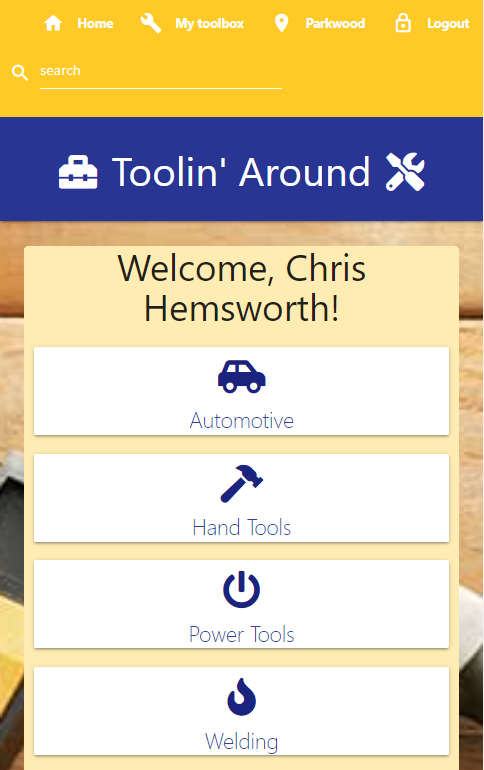 Home My toolbox Parkwood Logout
search
Toolin' Around
Welcome, Chris
Hemsworth!
Automotive
Hand Tools
Power Tools
Welding